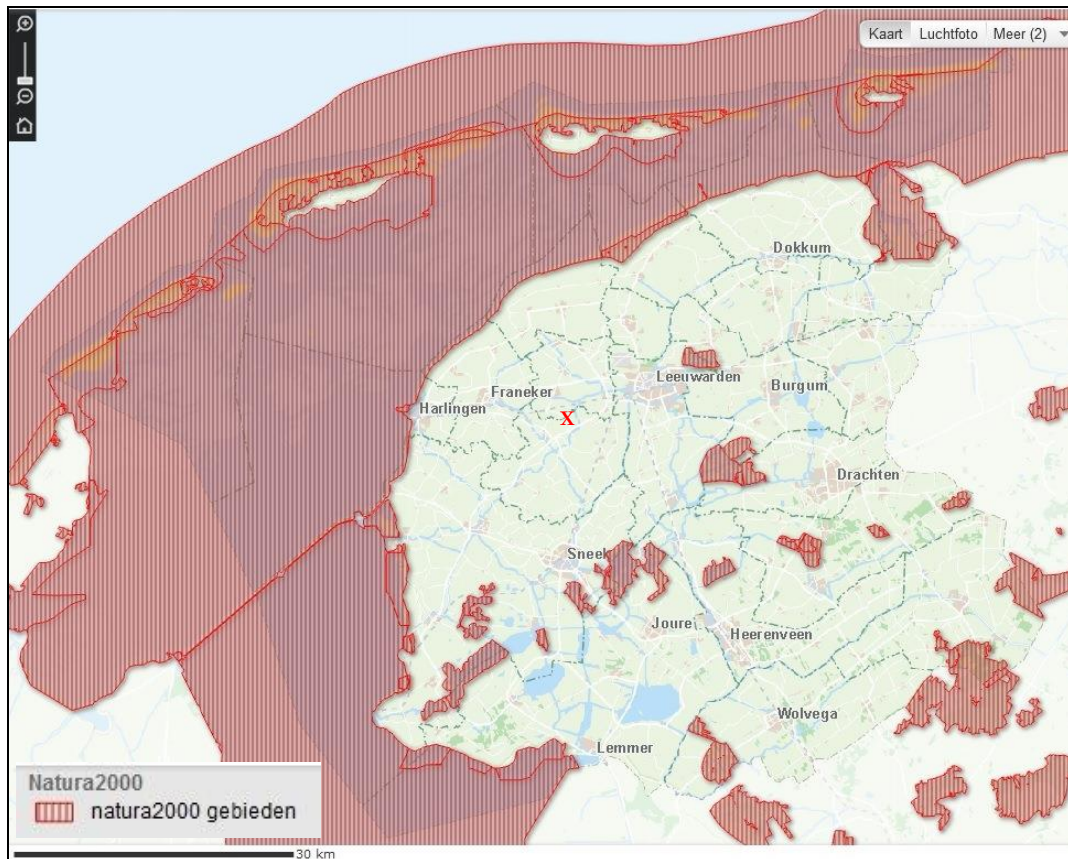 Kaart Luchtfoto Meer (2)
Dokkum
Leeuwarden
Burgum
Franeker
Harlingen
X
Drachten
Sneek
Joure
Heerenveen
Wolvega
Lemmer
Natura2000
natura2000 gebieden
30 km